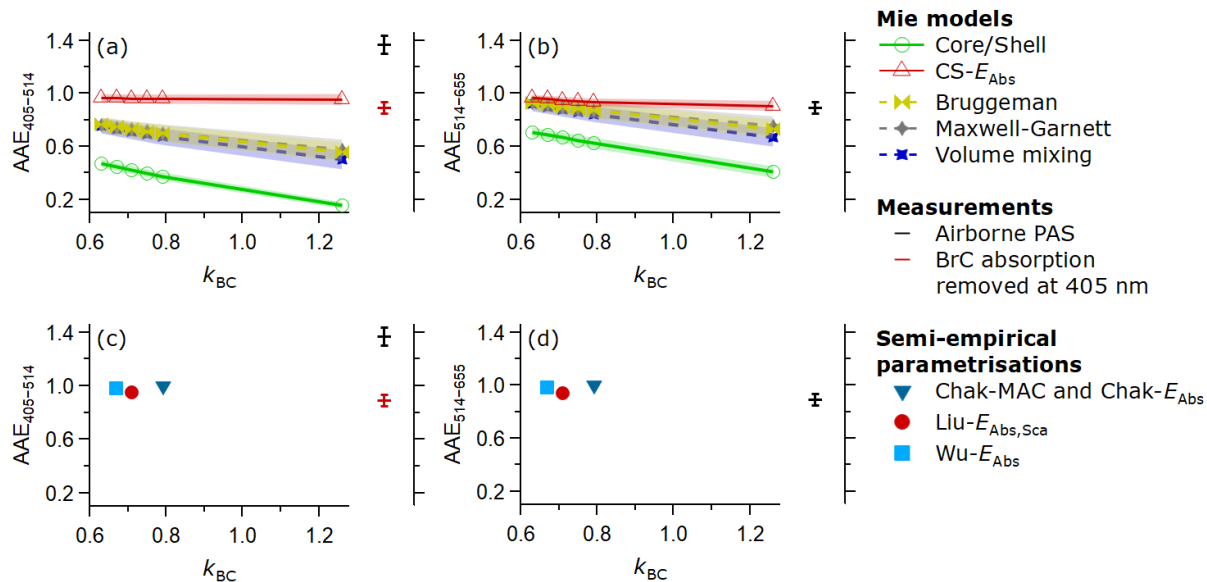 (a)
1.4
1.0
0.6
0.2
AAE405−514
0.6
0.8
1.0
1.2
kBC
(b)
1.4
1.0
0.6
0.2
AAE514−655
0.6
0.8
1.0
1.2
kBC
(c)
1.4
1.0
0.6
0.2
AAE405−514
0.6
0.8
1.0
1.2
kBC
(d)
1.4
1.0
0.6
0.2
AAE514−655
0.6
0.8
1.0
1.2
kBC
Mie models
Core/Shell
CS-EAbs
Bruggeman
Maxwell-Garnett
Volume mixing
Measurements
Airborne PAS
BrC absorption
removed at 405 nm
Semi-empirical
parametrisations
Chak-MAC and Chak-EAbs
Liu-EAbs,Sca
Wu-EAbs